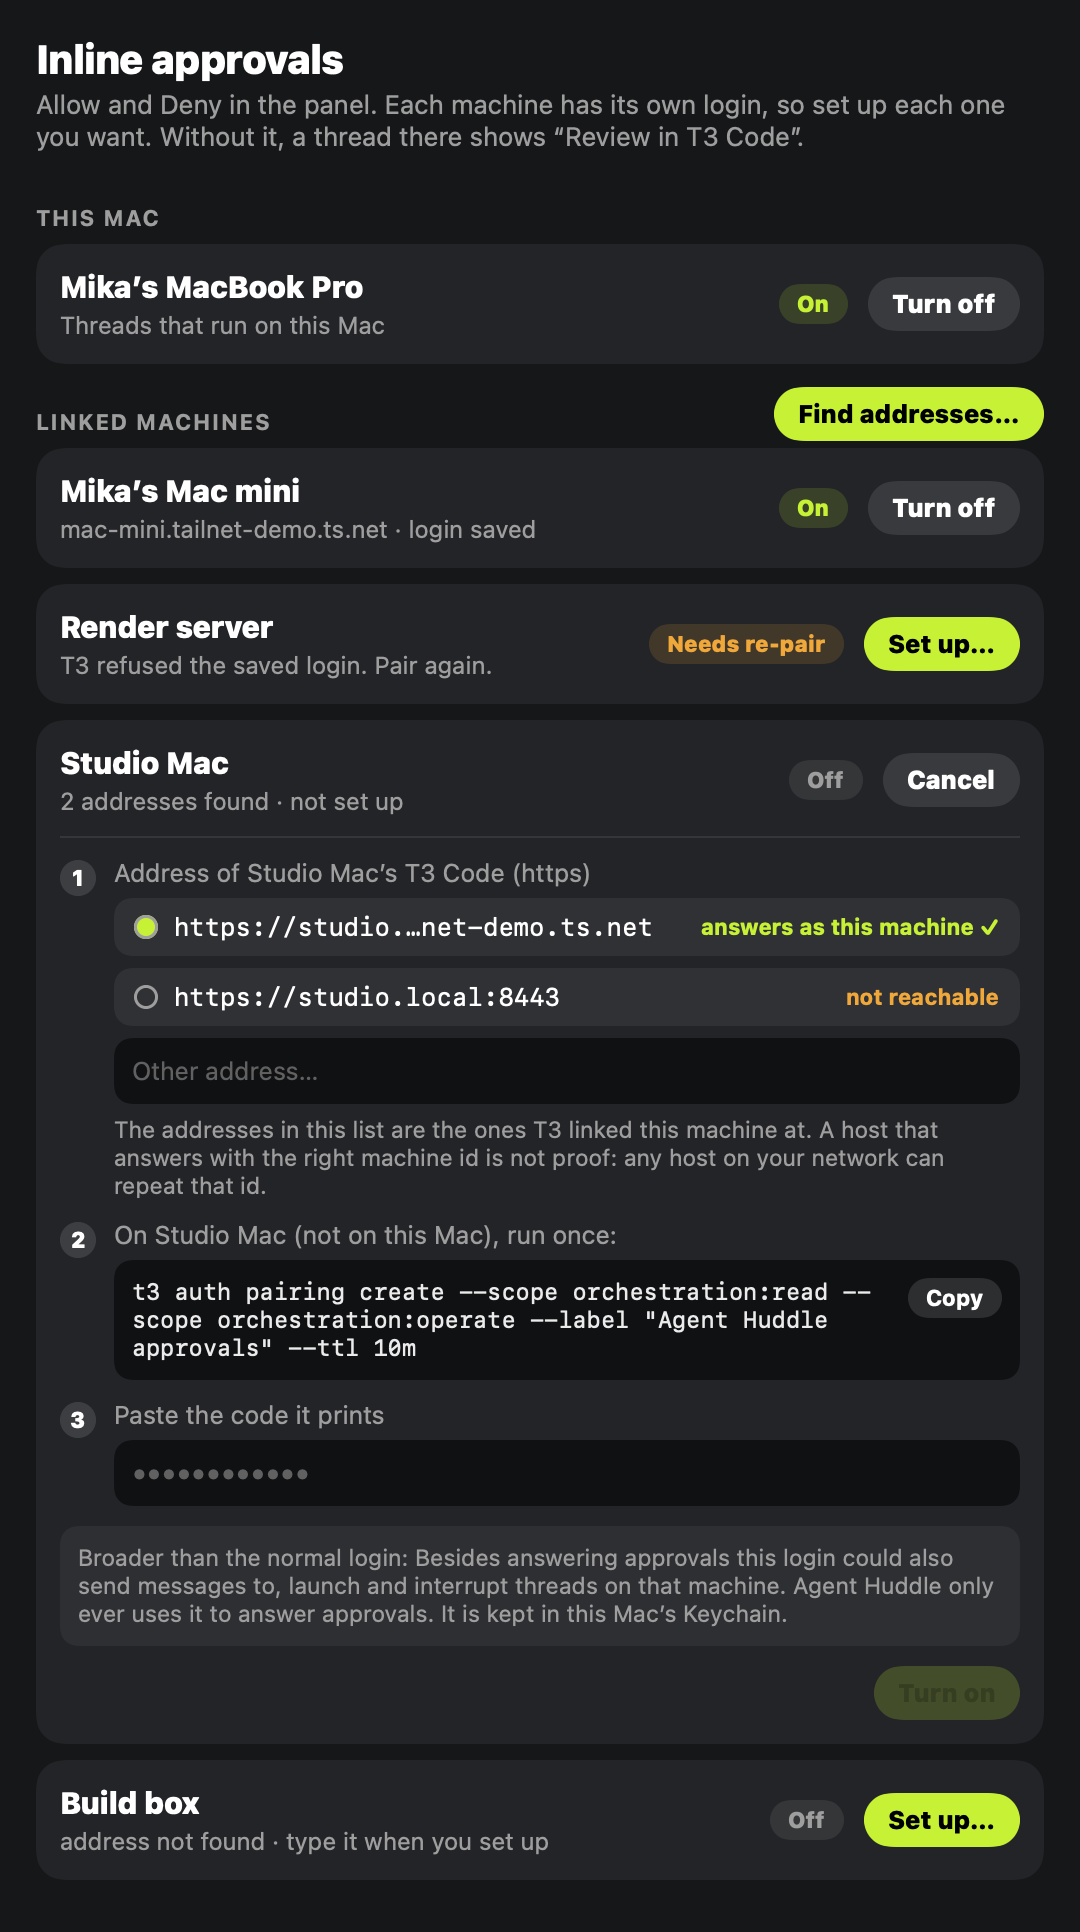 Inline approvals
Allow and Deny in the panel. Each machine has its own login, so set up each one
you want. Without it, a thread there shows “Review in T3 Code”.
THIS MAC
Mika’s MacBook Pro
Threads that run on this Mac
On
Turn off
LINKED MACHINES
Find addresses…
Mika’s Mac mini
mac-mini.tailnet-demo.ts.net · login saved
On
Turn off
Render server
T3 refused the saved login. Pair again.
Needs re-pair
Set up…
Studio Mac
2 addresses found · not set up
Off
Cancel
1
Address of Studio Mac’s T3 Code (https)
https://studio.…net-demo.ts.net
answers as this machine ✓
https://studio.local:8443
not reachable
Other address…
The addresses in this list are the ones T3 linked this machine at. A host that
answers with the right machine id is not proof: any host on your network can
repeat that id.
2
On Studio Mac (not on this Mac), run once:
t3 auth pairing create --scope orchestration:read --
scope orchestration:operate --label "Agent Huddle
approvals" --ttl 10m
Copy
3
Paste the code it prints
••••••••••••
Broader than the normal login: Besides answering approvals this login could also
send messages to, launch and interrupt threads on that machine. Agent Huddle only
ever uses it to answer approvals. It is kept in this Mac’s Keychain.
Turn on
Build box
address not found · type it when you set up
Off
Set up…